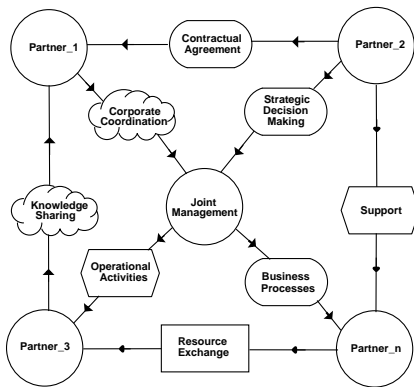 Partner_1
Contractual
Agreement
Partner_2
Corporate
Coordination
Strategic
Decision
Making
Knowledge
Sharing
Joint
Management
Support
Operational
Activities
Business
Processes
Partner_3
Resource
Exchange
Partner_n